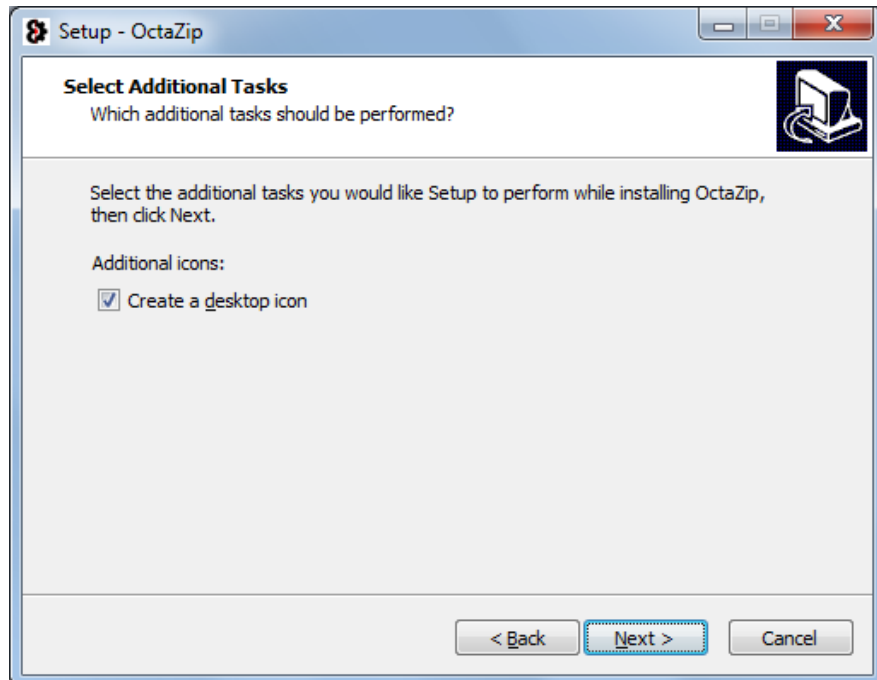 Setup - OctaZip
Select Additional Tasks
Which additional tasks should be performed?
Select the additional tasks you would like Setup to perform while installing OctaZip,
then click Next.
Additional icons:
Create a desktop icon
< Back Next > Cancel